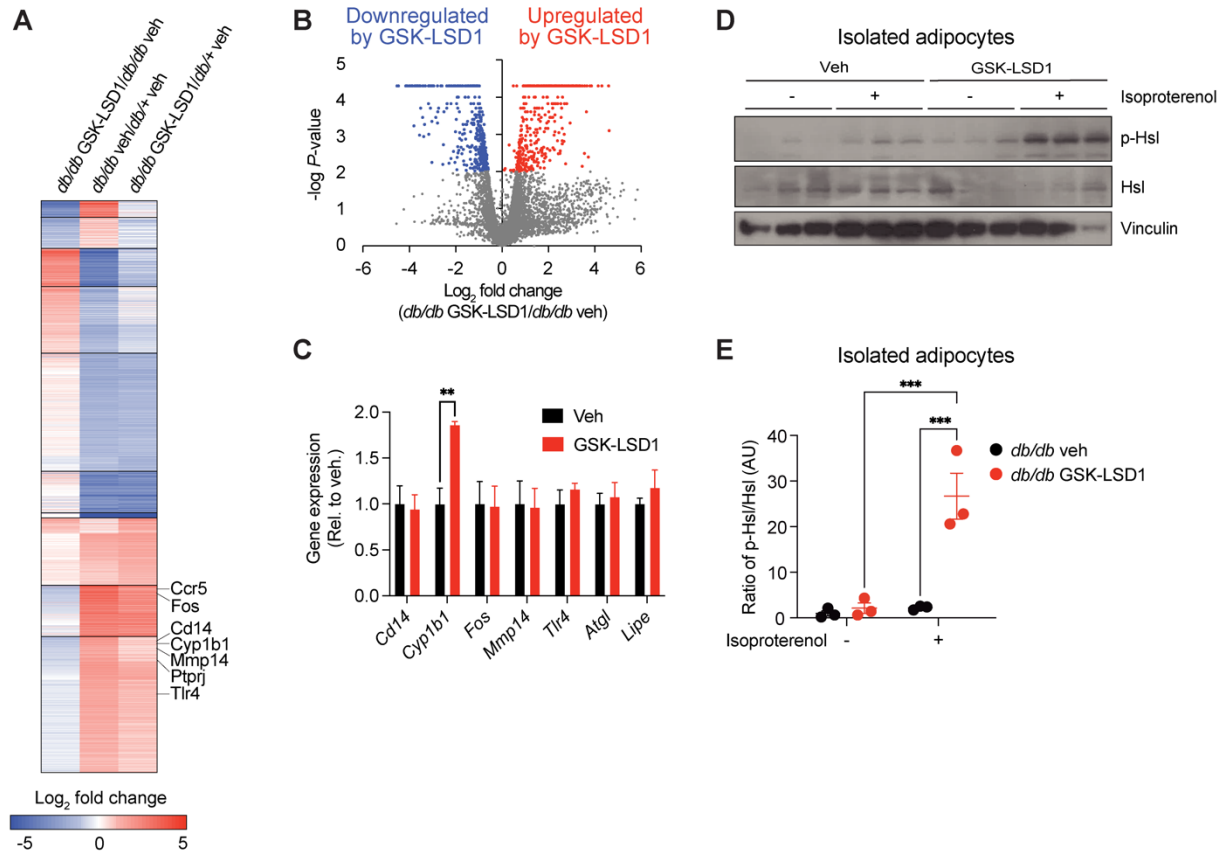 A
db/db GSK-LSD1/db/db veh
db/db veh/db/+ veh
db/db GSK-LSD1/db/+ veh
Ccr5
Fos
Cd14
Cyp1b1
Mmp14
Ptprj
Tlr4
Log2 fold change
-5 0 5
B
Downregulated
by GSK-LSD1
Upregulated
by GSK-LSD1
5
4
3
2
1
0
-log P-value
-6 -4 -2 0 2 4 6
Log2 fold change
(db/db GSK-LSD1/db/db veh)
C
Veh
GSK-LSD1
2.0
1.5
1.0
0.5
0.0
Gene expression
(Rel. to veh.)
**
Cd14
Cyp1b1
Fos
Mmp14
Tlr4
Atgl
Lipe
D
Isolated adipocytes
Veh GSK-LSD1
- + - + Isoproterenol
p-Hsl
Hsl
Vinculin
E
Isolated adipocytes
***
***
40
30
20
10
0
Ratio of p-Hsl/Hsl (AU)
db/db veh
db/db GSK-LSD1
Isoproterenol - +